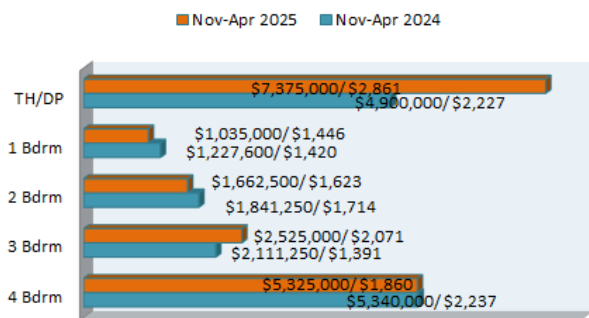 Nov-Apr 2025 Nov-Apr 2024
TH/DP
$7,375,000/$2,861
$4,900,000/$2,227
1 Bdrm
$1,035,000/$1,446
$1,227,600/$1,420
2 Bdrm
$1,662,500/$1,623
$1,841,250/$1,714
3 Bdrm
$2,525,000/$2,071
$2,111,250/$1,391
4 Bdrm
$5,325,000/$1,860
$5,340,000/$2,237